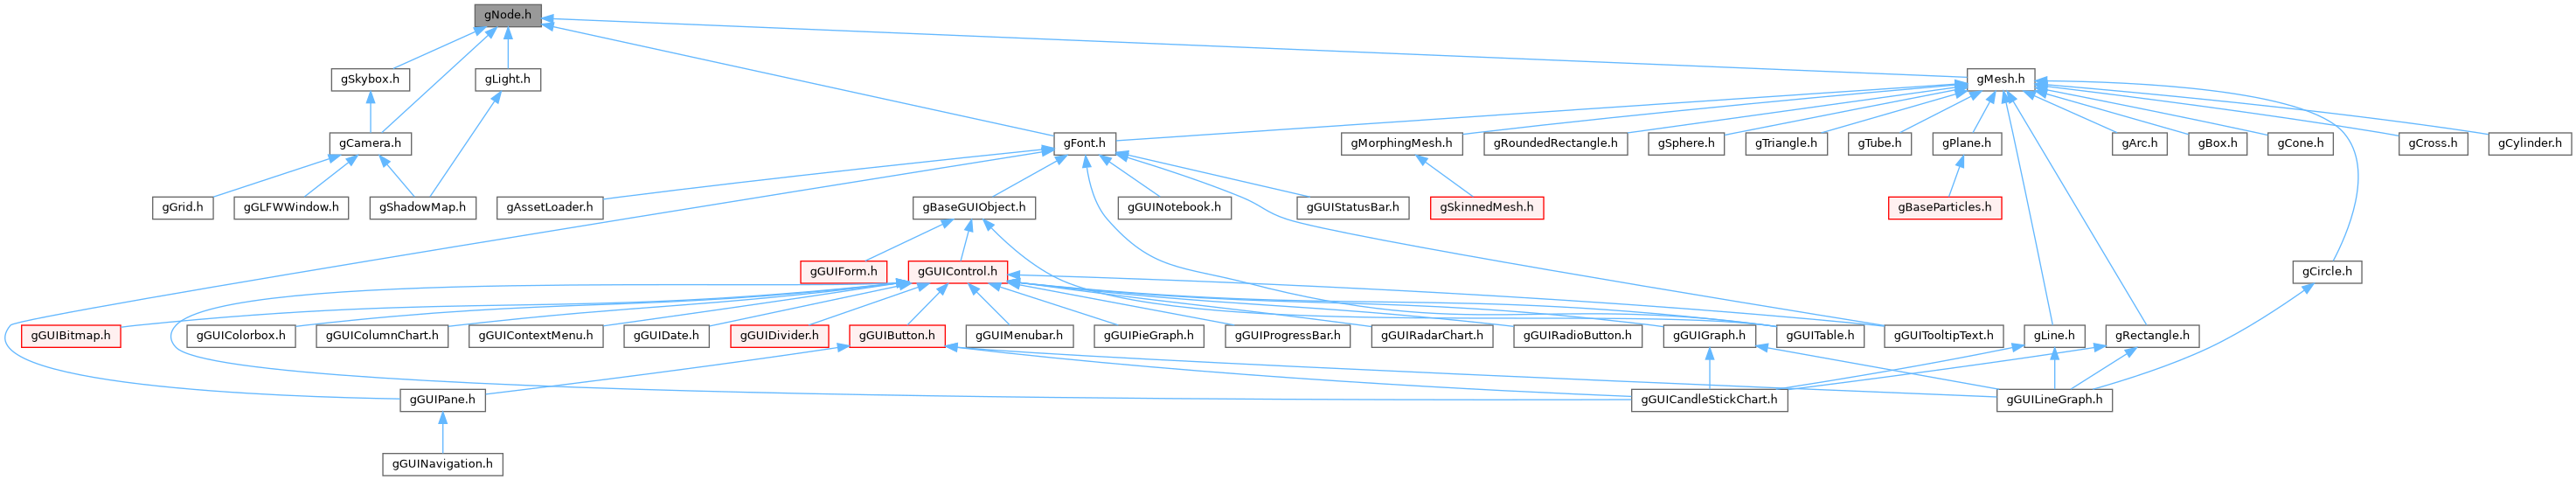 gNode.h
gSkybox.h
gLight.h
gMesh.h
gCamera.h
gFont.h
gMorphingMesh.h
gRoundedRectangle.h
gSphere.h
gTriangle.h
gTube.h
gPlane.h
gArc.h
gBox.h
gCone.h
gCross.h
gCylinder.h
gGrid.h
gGLFWWindow.h
gShadowMap.h
gAssetLoader.h
gBaseGUIObject.h
gGUINotebook.h
gGUIStatusBar.h
gSkinnedMesh.h
gBaseParticles.h
gGUIForm.h
gGUIControl.h
gCircle.h
gGUIBitmap.h
gGUIColorbox.h
gGUIColumnChart.h
gGUIContextMenu.h
gGUIDate.h
gGUIDivider.h
gGUIButton.h
gGUIMenubar.h
gGUIPieGraph.h
gGUIProgressBar.h
gGUIRadarChart.h
gGUIRadioButton.h
gGUIGraph.h
gGUITable.h
gGUITooltipText.h
gLine.h
gRectangle.h
gGUIPane.h
gGUICandleStickChart.h
gGUILineGraph.h
gGUINavigation.h